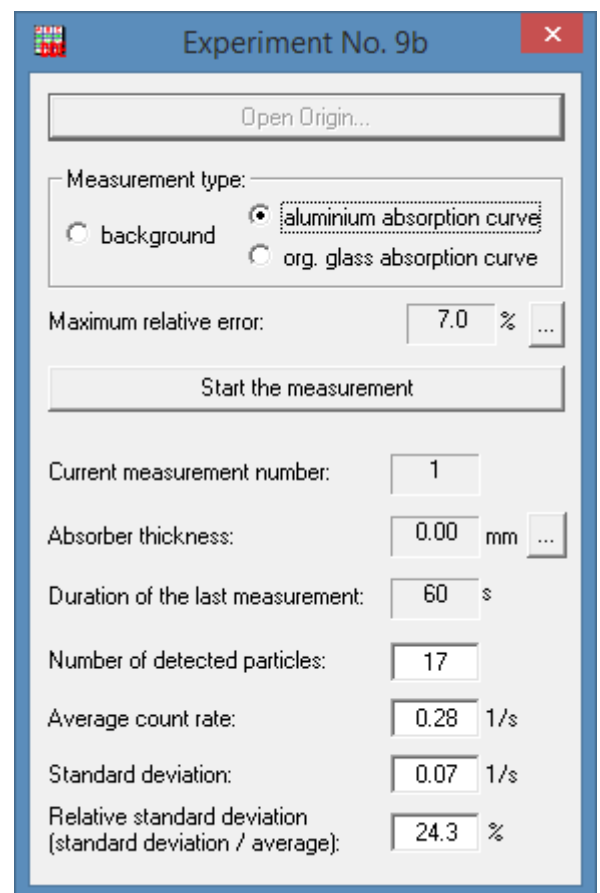 Experiment No. 9b
Open Origin...
Measurement type:
background
aluminium absorption curve
org. glass absorption curve
Maximum relative error: 7.0 % ...
Start the measurement
Current measurement number: 1
Absorber thickness: 0.00 mm ...
Duration of the last measurement: 60 s
Number of detected particles: 17
Average count rate: 0.28 1/s
Standard deviation: 0.07 1/s
Relative standard deviation
(standard deviation / average): 24.3 %